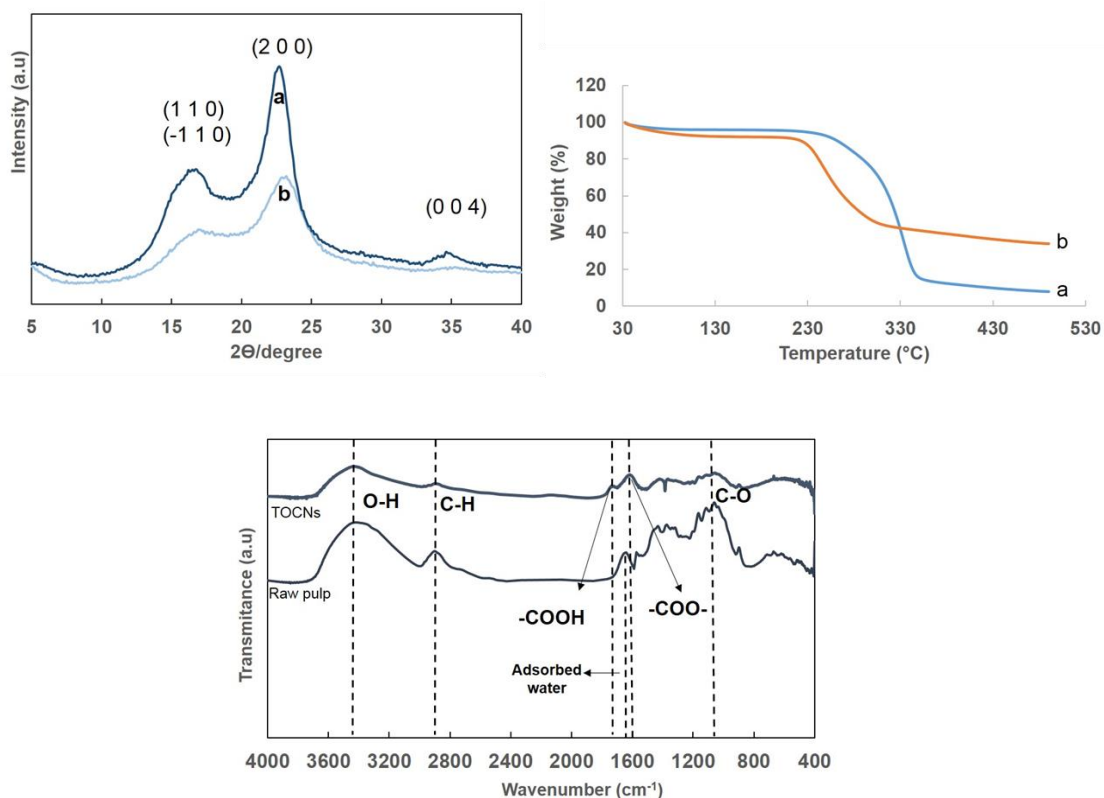 Intensity (a.u)
(2 0 0)
a
(1 1 0)
(-1 1 0)
b
(0 0 4)
5 10 15 20 25 30 35 40
2ϴ/degree
Weight (%)
120
100
80
60
40
20
0
b
a
30 130 230 330 430 530
Temperature (°C)
Transmitance (a.u)
O-H
C-H
C-O
TOCNs
Raw pulp
-COOH
-COO-
Adsorbed
water
4000 3600 3200 2800 2400 2000 1600 1200 800 400
Wavenumber (cm⁻¹)